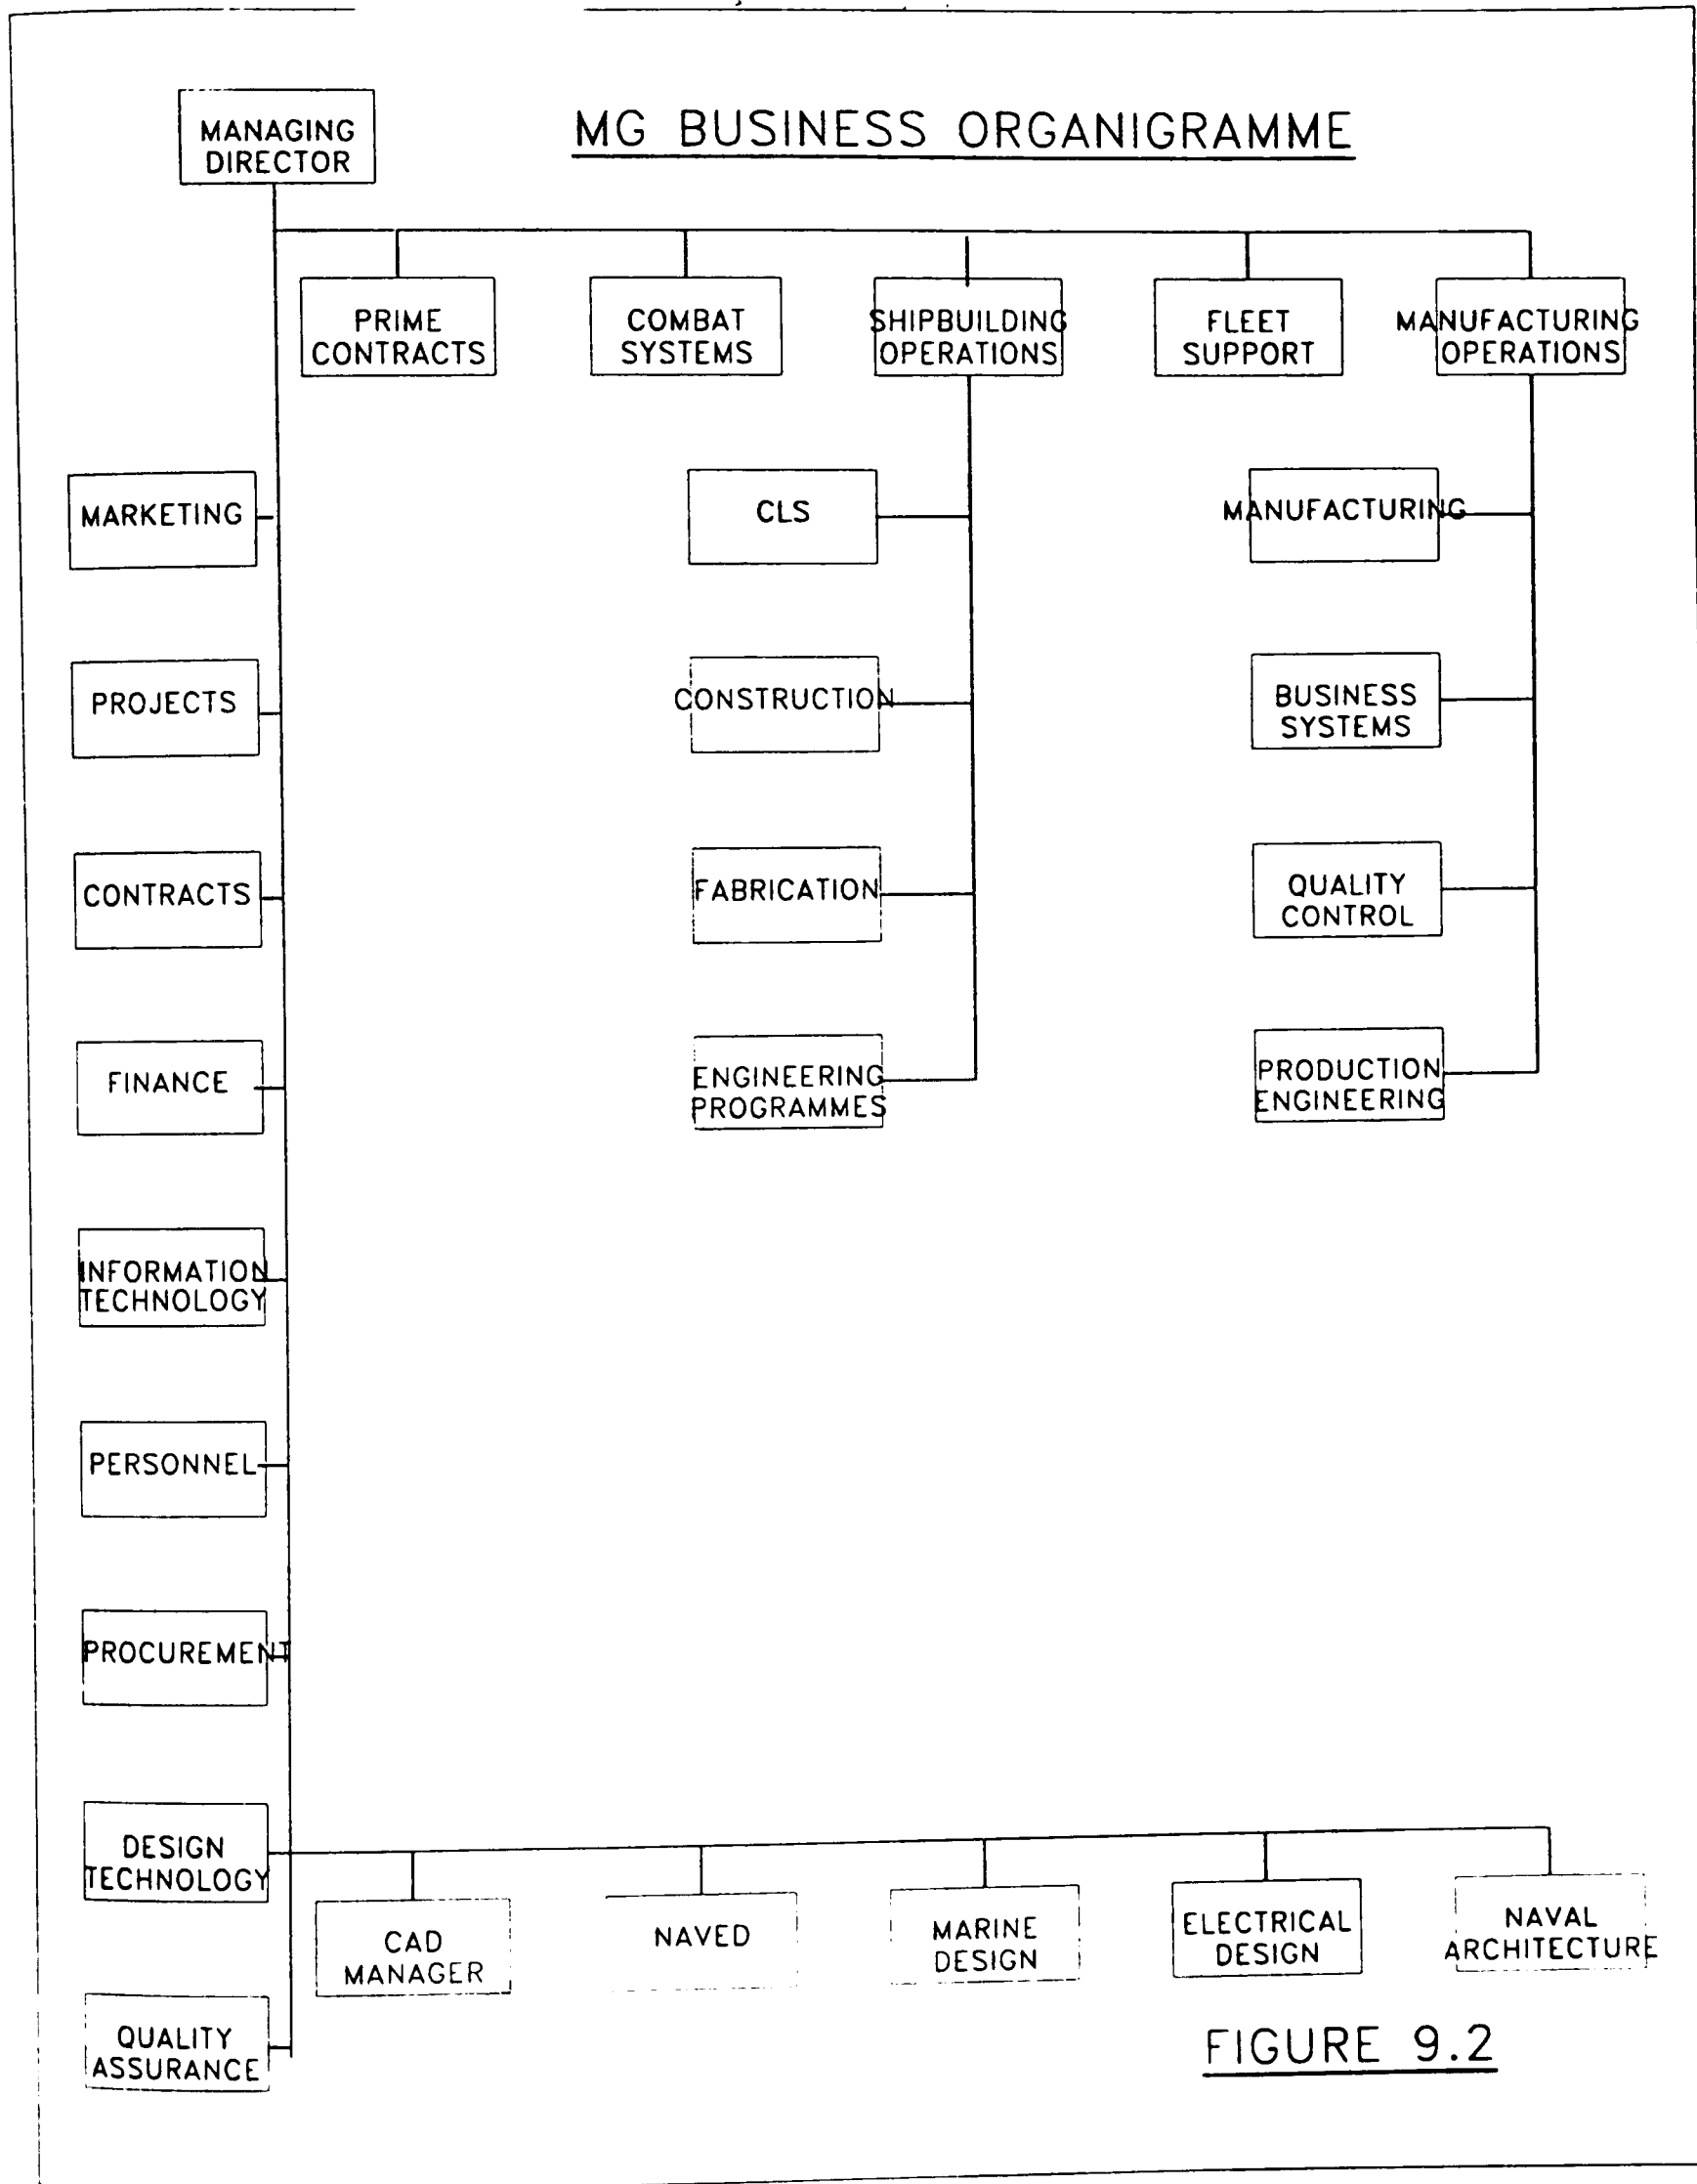 MG BUSINESS ORGANIGRAMME
MANAGING
DIRECTOR
PRIME
CONTRACTS
COMBAT
SYSTEMS
SHIPBUILDING
OPERATIONS
FLEET
SUPPORT
MANUFACTURING
OPERATIONS
MARKETING
PROJECTS
CONTRACTS
FINANCE
INFORMATION
TECHNOLOGY
PERSONNEL
PROCUREMENT
DESIGN
TECHNOLOGY
QUALITY
ASSURANCE
CLS
CONSTRUCTION
FABRICATION
ENGINEERING
PROGRAMMES
MANUFACTURING
BUSINESS
SYSTEMS
QUALITY
CONTROL
PRODUCTION
ENGINEERING
CAD
MANAGER
NAVED
MARINE
DESIGN
ELECTRICAL
DESIGN
NAVAL
ARCHITECTURE
FIGURE 9.2